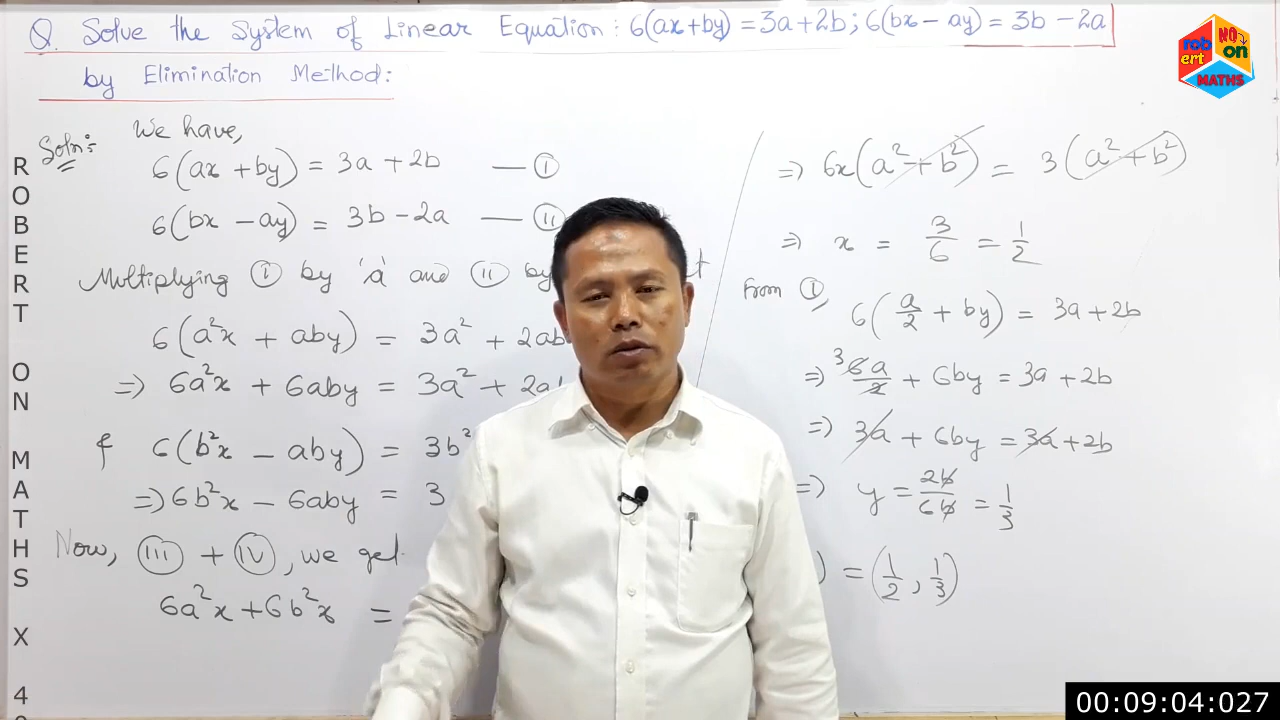 Q. Solve the System of Linear Equation: 6(ax+by) = 3a+2b; 6(bx-ay) = 3b-2a
by Elimination Method:
Soln:
We have,
6(ax + by) = 3a + 2b — (I)
6(bx - ay) = 3b - 2a — (II)
Multiplying (I) by 'a' and (II) by
6(a²x + aby) = 3a² + 2ab
=> 6a²x + 6aby = 3a² + 2a
& 6(b²x - aby) = 3b²
=> 6b²x - 6aby = 3
Now, (III) + (IV), we get
6a²x + 6b²x =
=> 6x(a² + b²) = 3(a² + b²)
=> x = 3/6 = 1/2
From (I),
6(a/2 + by) = 3a + 2b
=> 3 6a/2 + 6by = 3a + 2b
=> 3a + 6by = 3a + 2b
=> y = 2b/6b = 1/3
) = (1/2, 1/3)
ROBERT ON MATHS X 4
rob ert
NO on
MATHS
00:09:04:027